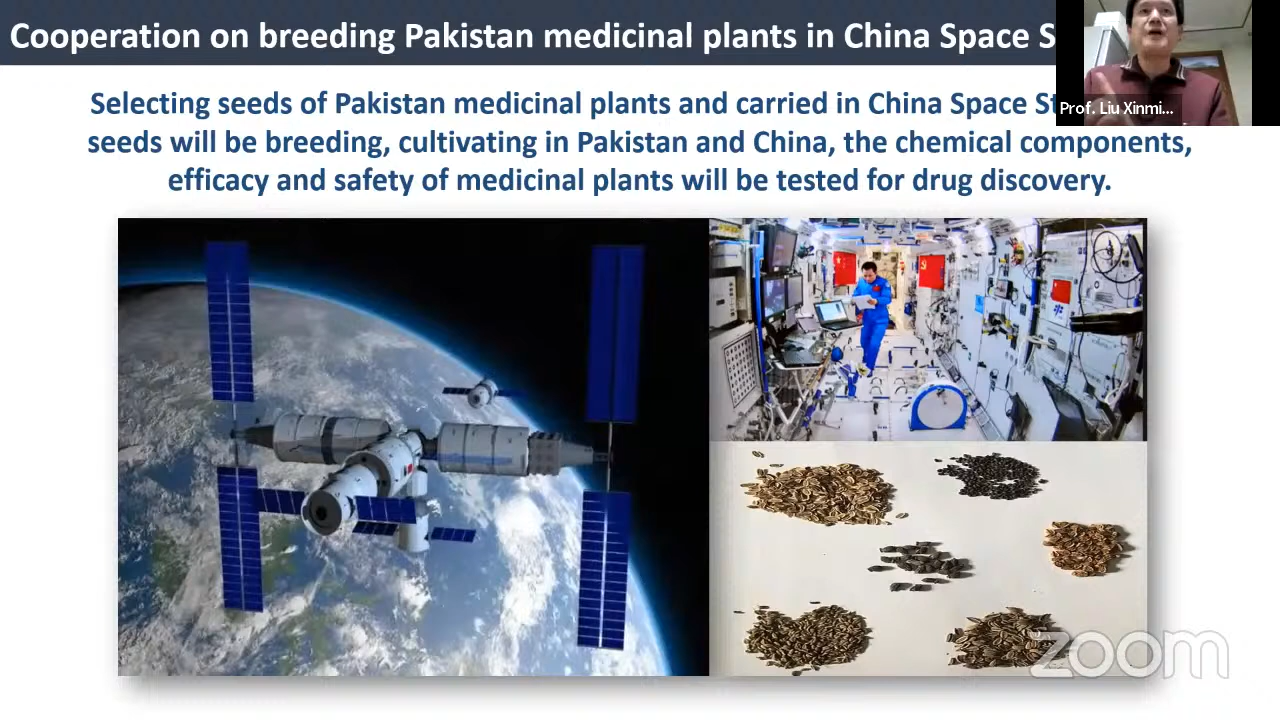 Cooperation on breeding Pakistan medicinal plants in China Space S
Prof. Liu Xinmi...
Selecting seeds of Pakistan medicinal plants and carried in China Space St
seeds will be breeding, cultivating in Pakistan and China, the chemical components,
efficacy and safety of medicinal plants will be tested for drug discovery.
zoom